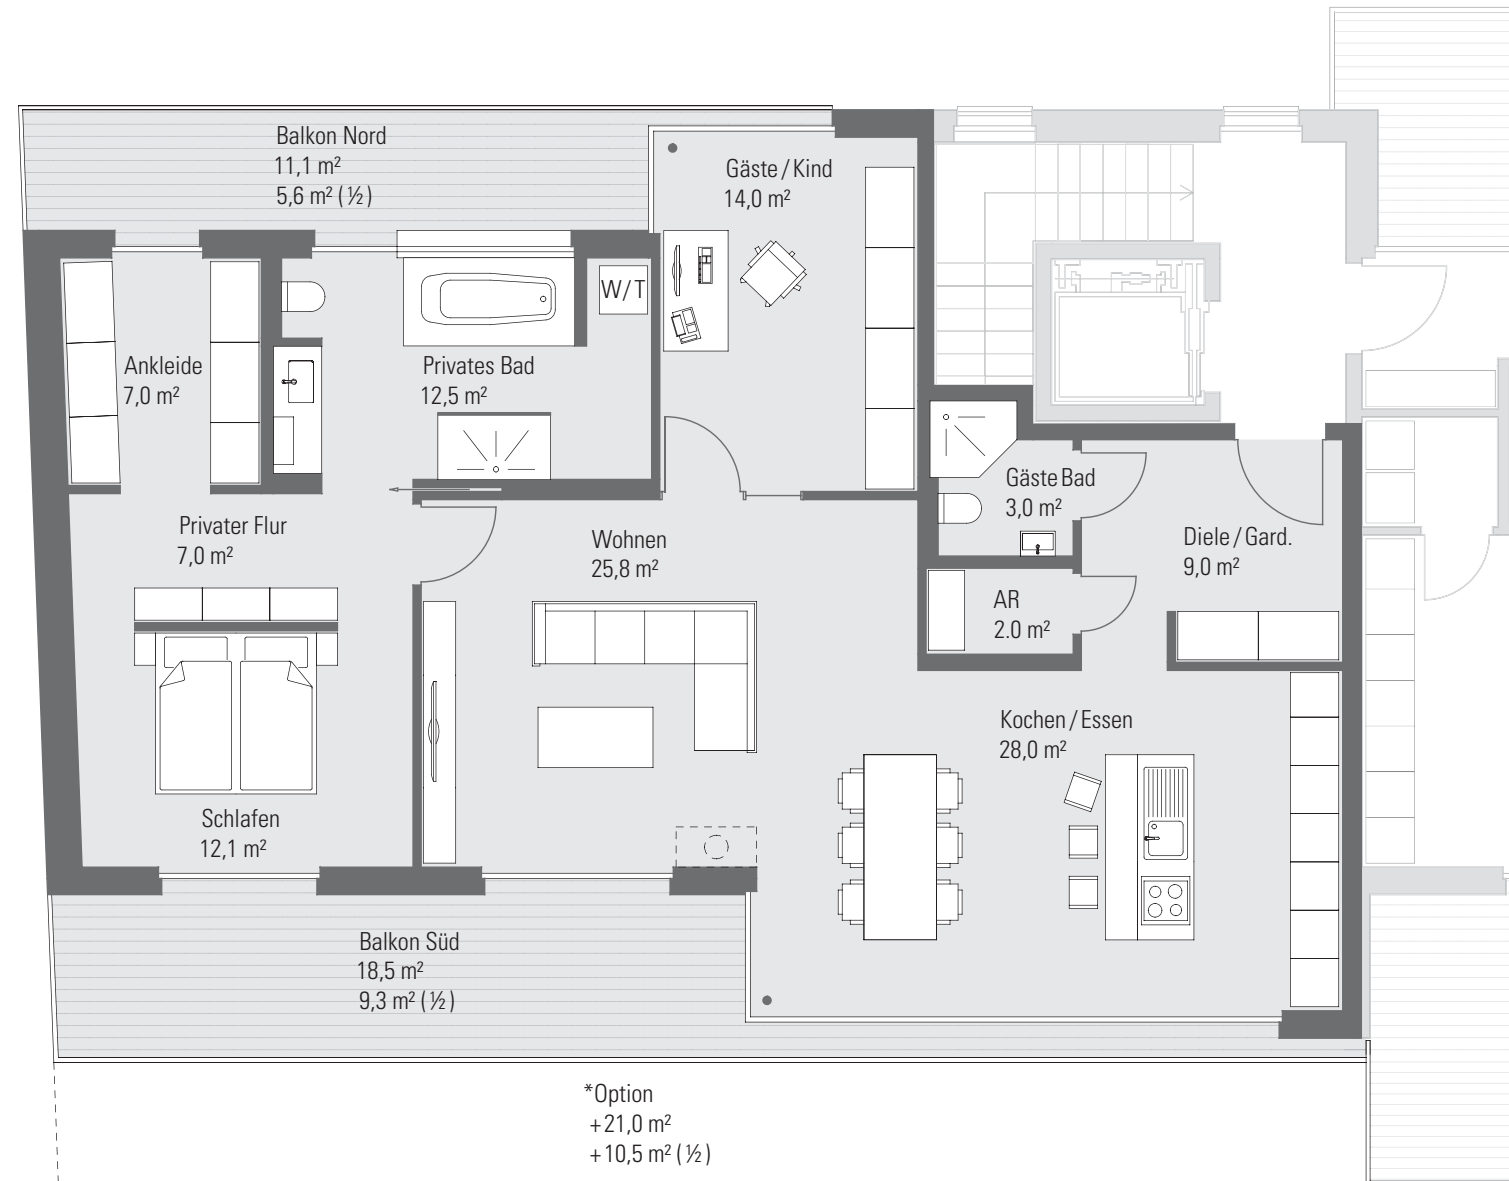 Balkon Nord
11,1 m²
5,6 m² (½)
Gäste / Kind
14,0 m²
W/T
Ankleide
7,0 m²
Privates Bad
12,5 m²
Gäste Bad
3,0 m²
Privater Flur
7,0 m²
Wohnen
25,8 m²
Diele / Gard.
9,0 m²
AR
2.0 m²
Kochen / Essen
28,0 m²
Schlafen
12,1 m²
Balkon Süd
18,5 m²
9,3 m² (½)
*Option
+21,0 m²
+10,5 m² (½)